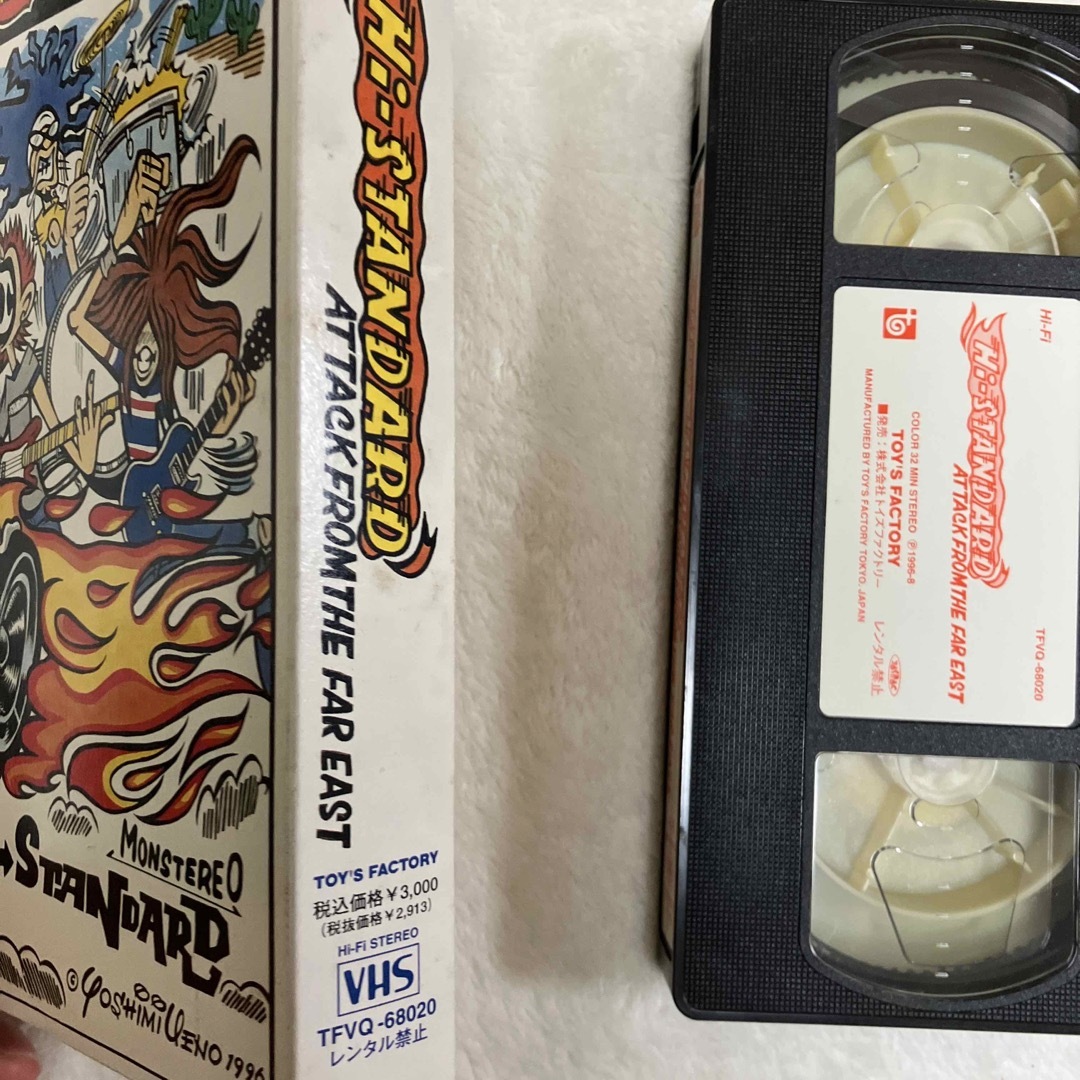 MONSTEREO
STANDARD
© YOSHIMI UENO 1996
Hi-STANDARD
ATTACK FROM THE FAR EAST
TOY'S FACTORY
税込価格¥3,000
(税抜価格¥2,913)
Hi-Fi STEREO
VHS
TFVQ-68020
レンタル禁止
Hi-Fi
TFVQ-68020
Hi-STANDARD
ATTACK FROM THE FAR EAST
COLOR 32 MIN STEREO Ⓟ1996-8
TOY'S FACTORY
■発売:株式会社トイズファクトリー レンタル禁止
MANUFACTURED BY TOY'S FACTORY TOKYO, JAPAN